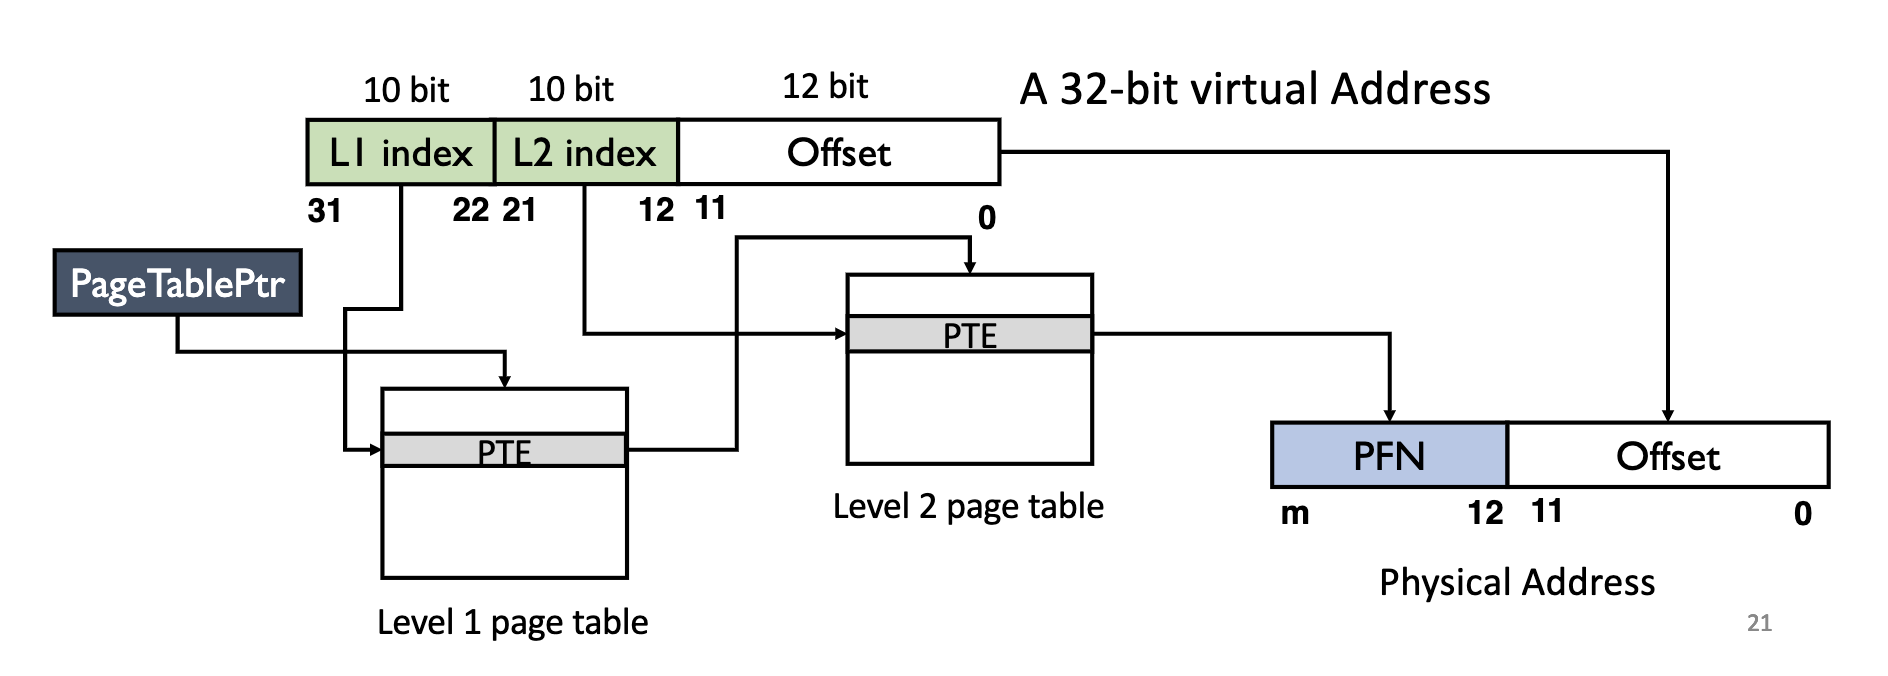 10 bit 10 bit 12 bit A 32-bit virtual Address
L1 index L2 index Offset
31 22 21 12 11 0
PageTablePtr
PTE
PTE
Level 2 page table
PFN Offset
m 12 11 0
Physical Address
Level 1 page table
21